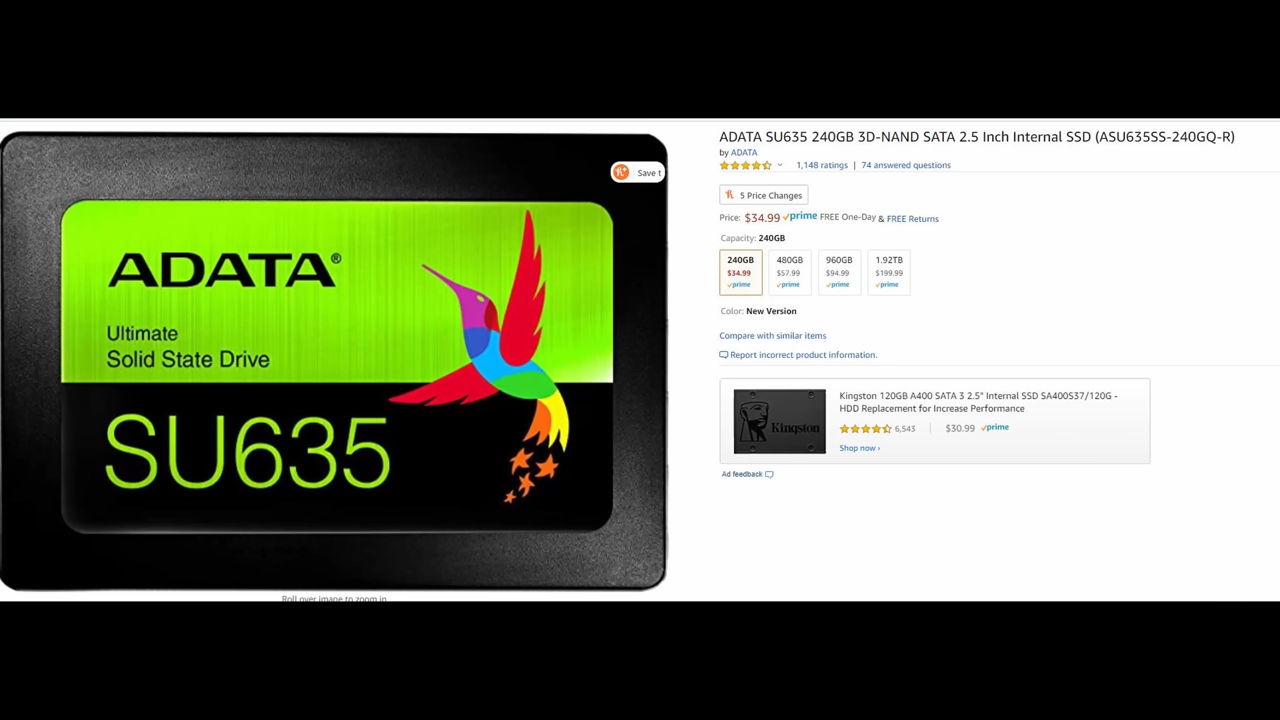 ADATA®
Ultimate
Solid State Drive
SU635
Save t
Roll over image to zoom in
ADATA SU635 240GB 3D-NAND SATA 2.5 Inch Internal SSD (ASU635SS-240GQ-R)
by ADATA
1,148 ratings | 74 answered questions
5 Price Changes
Price: $34.99 prime FREE One-Day & FREE Returns
Capacity: 240GB
240GB 480GB 960GB 1.92TB
$34.99 $57.99 $94.99 $199.99
prime prime prime prime
Color: New Version
Compare with similar items
Report incorrect product information.
Kingston
Kingston 120GB A400 SATA 3 2.5" Internal SSD SA400S37/120G -
HDD Replacement for Increase Performance
6,543 | $30.99 prime
Shop now ›
Ad feedback